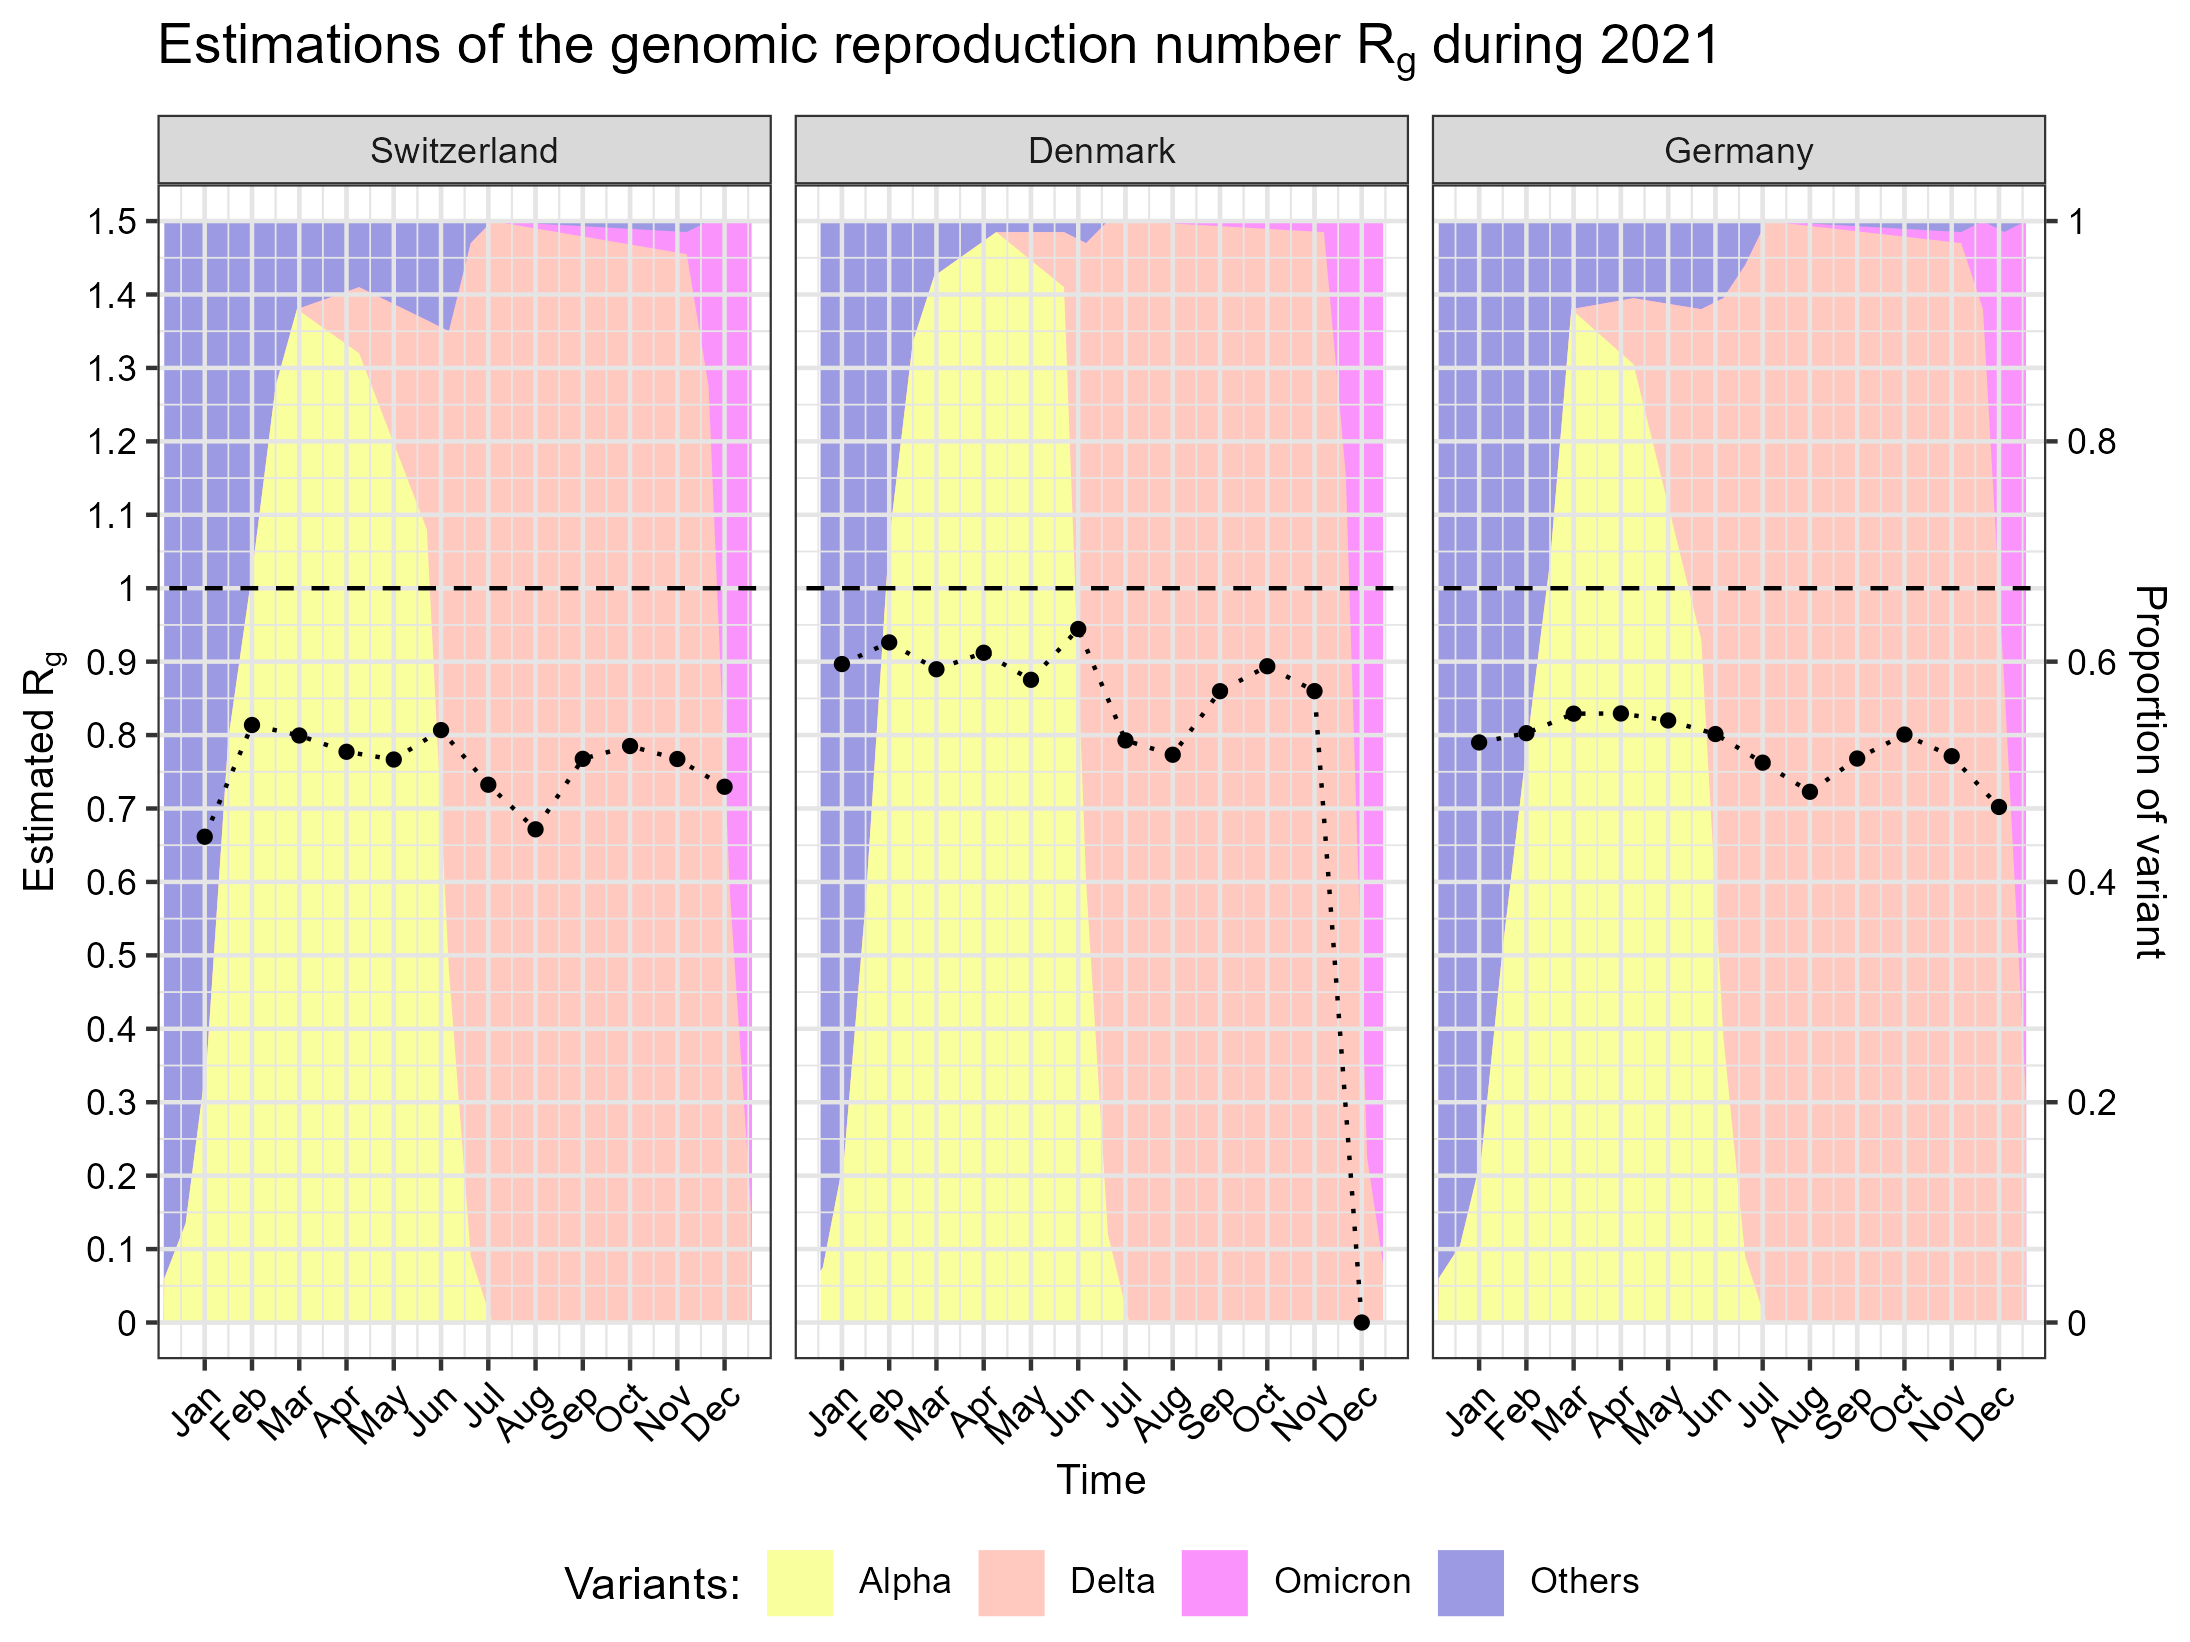 Estimations of the genomic reproduction number Rg during 2021
Switzerland Denmark Germany
Estimated Rg
1.5
1.4
1.3
1.2
1.1
1
0.9
0.8
0.7
0.6
0.5
0.4
0.3
0.2
0.1
0
1
0.8
0.6
0.4
0.2
0
Proportion of variant
Jan Feb Mar Apr May Jun Jul Aug Sep Oct Nov Dec
Jan Feb Mar Apr May Jun Jul Aug Sep Oct Nov Dec
Jan Feb Mar Apr May Jun Jul Aug Sep Oct Nov Dec
Time
Variants: Alpha Delta Omicron Others